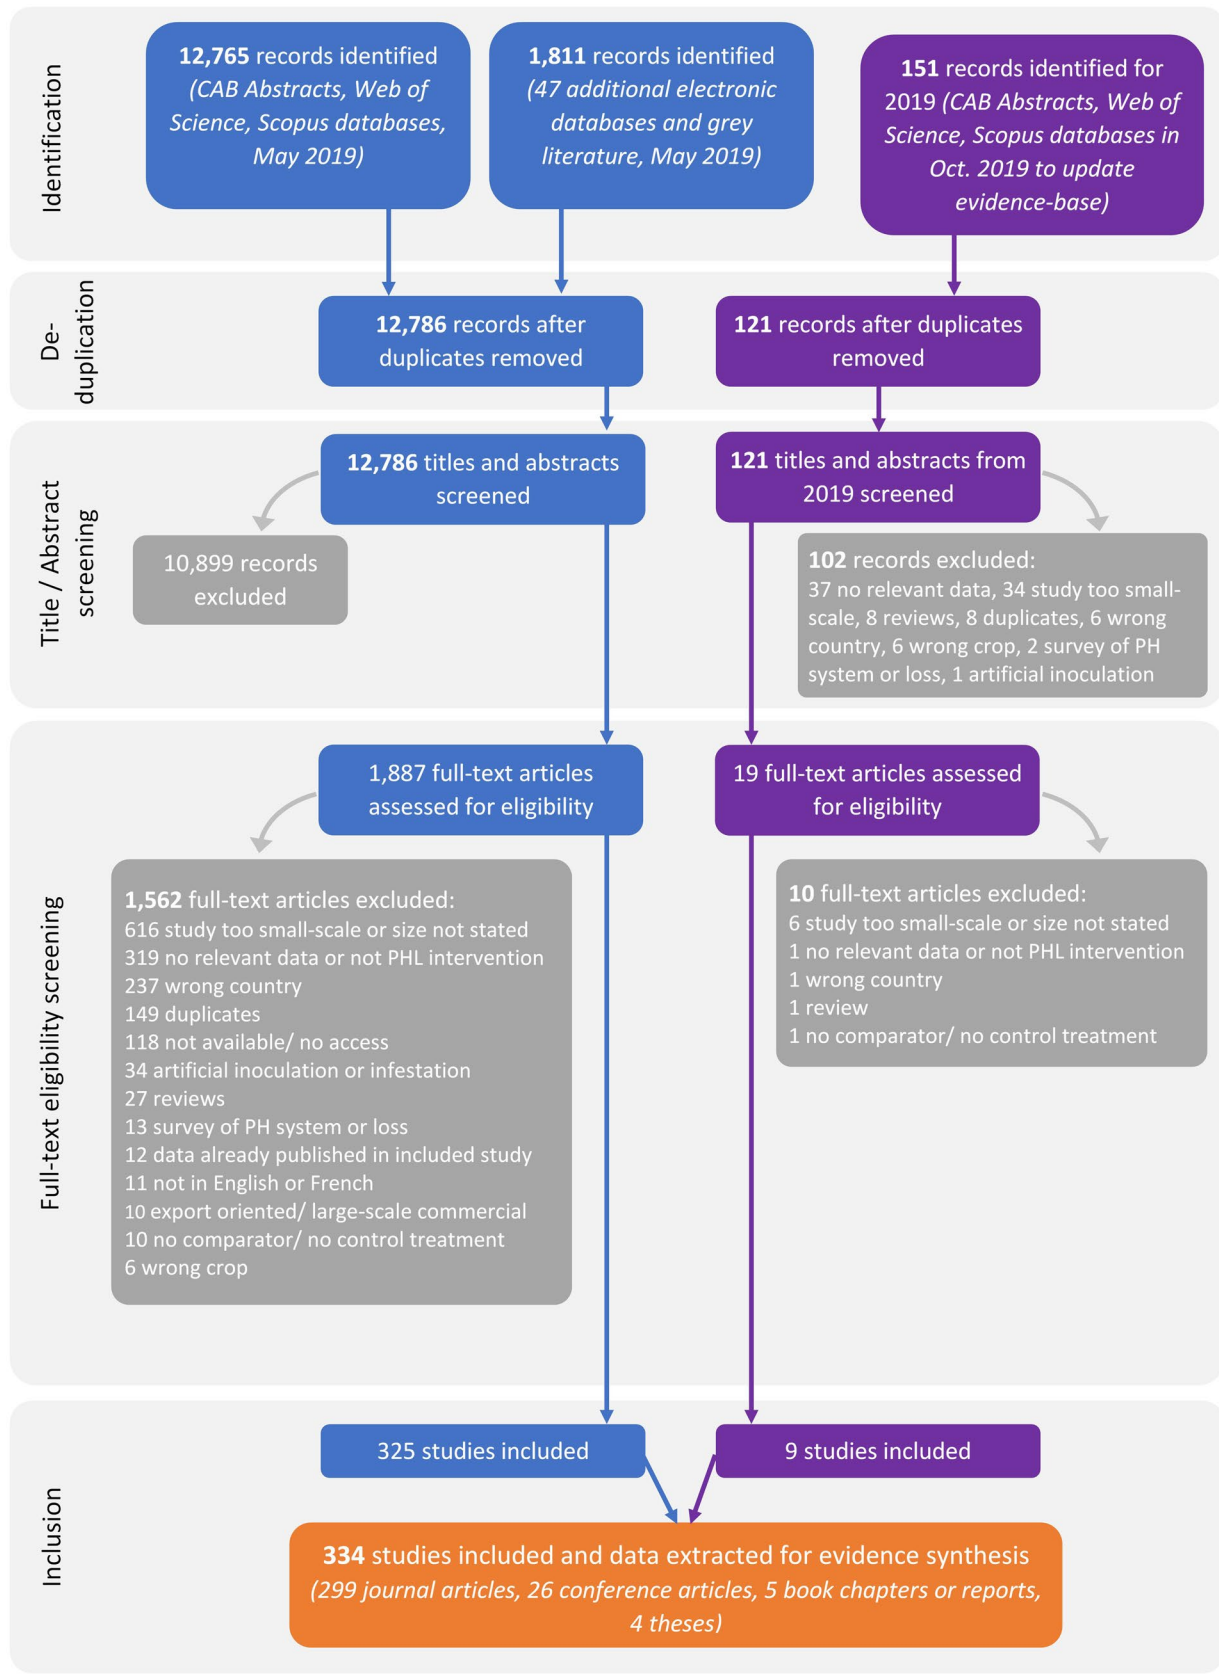 Identification
12,765 records identified
(CAB Abstracts, Web of
Science, Scopus databases,
May 2019)
1,811 records identified
(47 additional electronic
databases and grey
literature, May 2019)
151 records identified for
2019 (CAB Abstracts, Web of
Science, Scopus databases in
Oct. 2019 to update
evidence-base)
De-
duplication
12,786 records after
duplicates removed
121 records after duplicates
removed
Title / Abstract
screening
12,786 titles and abstracts
screened
121 titles and abstracts from
2019 screened
10,899 records
excluded
102 records excluded:
37 no relevant data, 34 study too small-
scale, 8 reviews, 8 duplicates, 6 wrong
country, 6 wrong crop, 2 survey of PH
system or loss, 1 artificial inoculation
Full-text eligibility screening
1,887 full-text articles
assessed for eligibility
19 full-text articles assessed
for eligibility
1,562 full-text articles excluded:
616 study too small-scale or size not stated
319 no relevant data or not PHL intervention
237 wrong country
149 duplicates
118 not available/ no access
34 artificial inoculation or infestation
27 reviews
13 survey of PH system or loss
12 data already published in included study
11 not in English or French
10 export oriented/ large-scale commercial
10 no comparator/ no control treatment
6 wrong crop
10 full-text articles excluded:
6 study too small-scale or size not stated
1 no relevant data or not PHL intervention
1 wrong country
1 review
1 no comparator/ no control treatment
Inclusion
325 studies included
9 studies included
334 studies included and data extracted for evidence synthesis
(299 journal articles, 26 conference articles, 5 book chapters or reports,
4 theses)